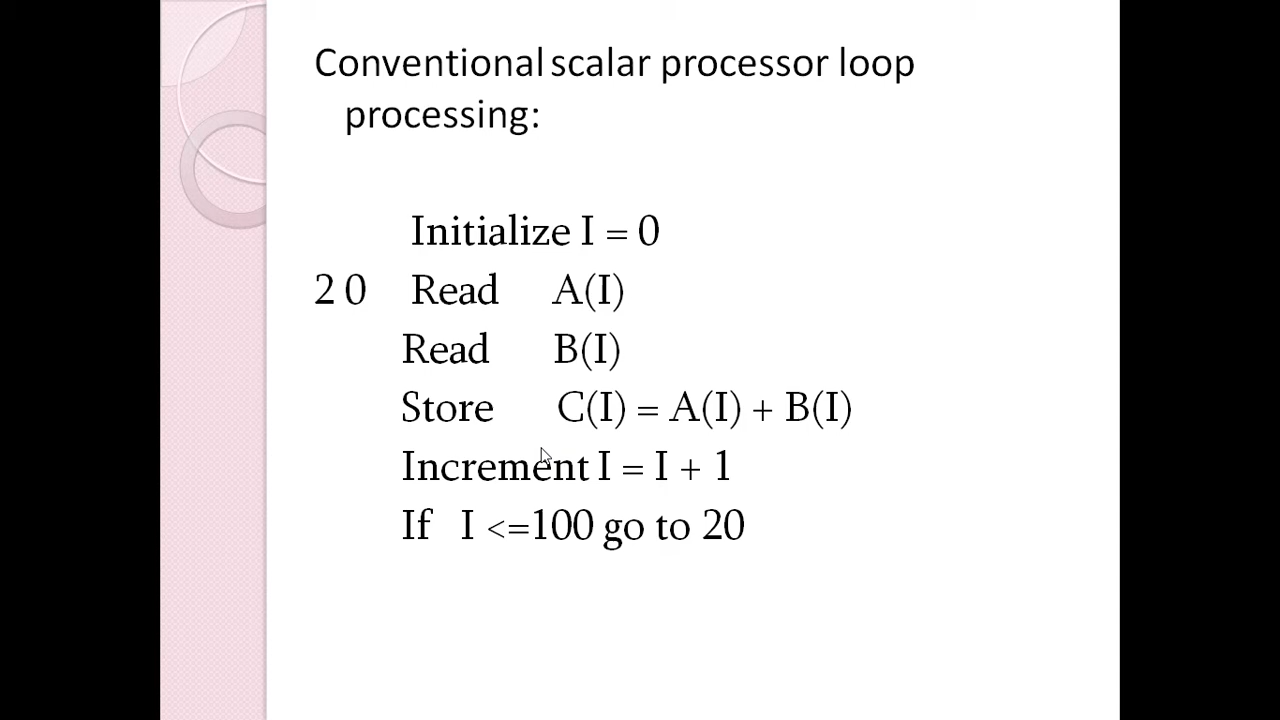 Conventional scalar processor loop
processing:
Initialize I = 0
2 0 Read A(I)
Read B(I)
Store C(I) = A(I) + B(I)
Increment I = I + 1
If I <=100 go to 20